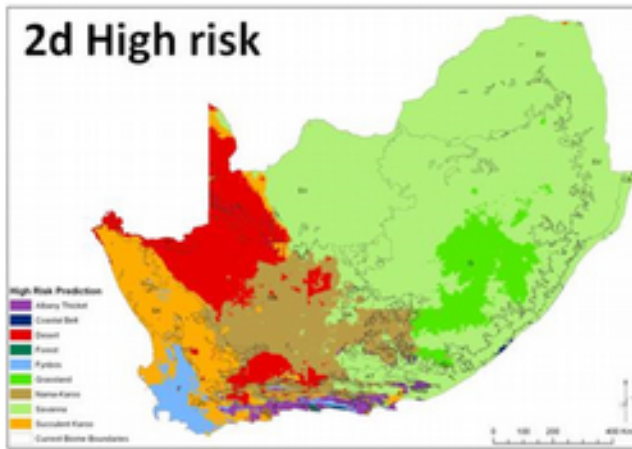 2d High risk
High Risk Prediction
Albany Thicket
Coastal Belt
Desert
Forest
Fynbos
Grassland
Nama-Karoo
Savanna
Succulent Karoo
Current Biome Boundaries
0 100 200 400 Km